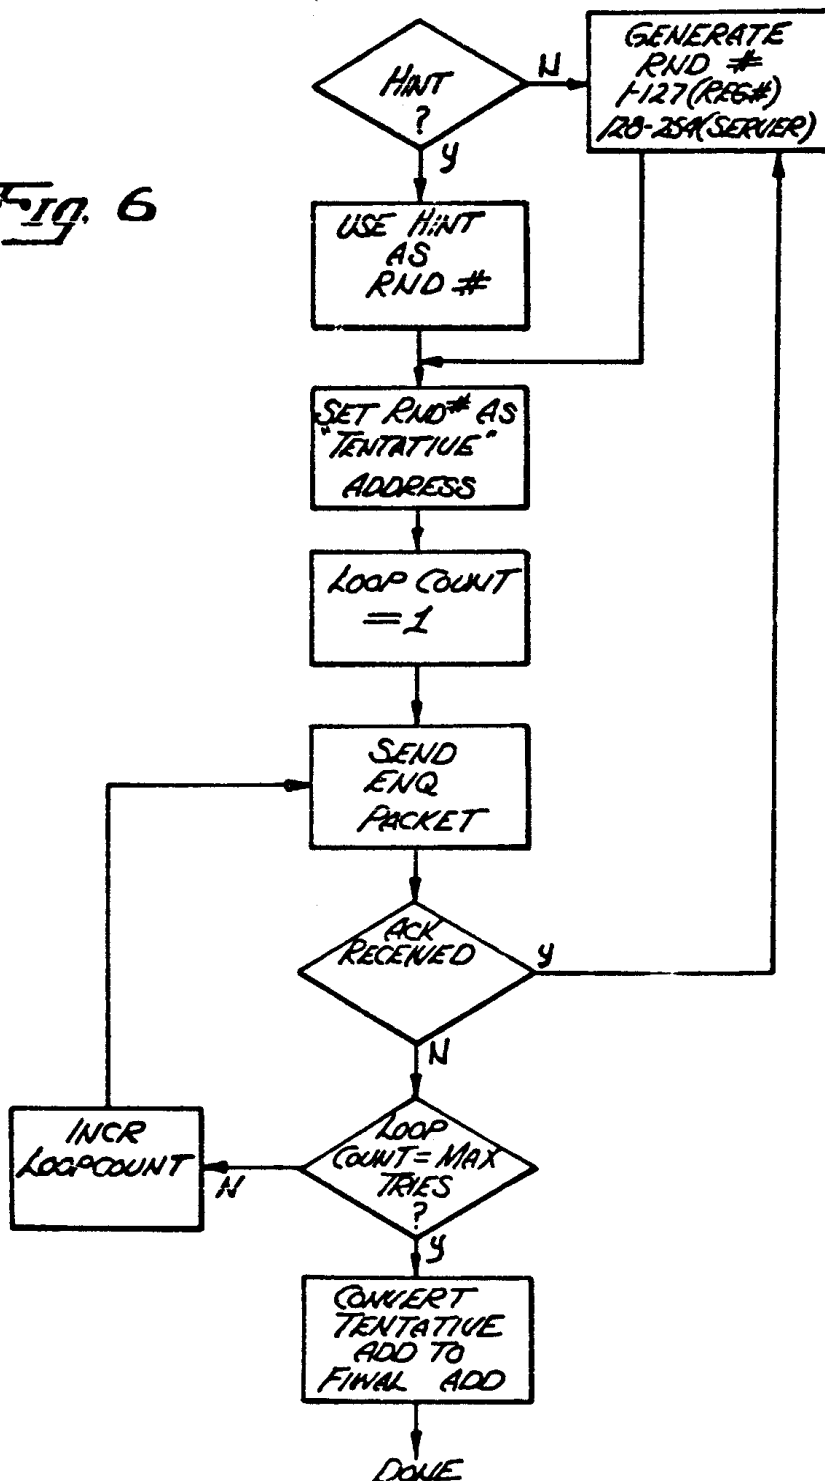 Fig. 6
HINT
?
N
Y
GENERATE
RND #
1-127(REG#)
128-254(SERVER)
USE HINT
AS
RND #
SET RND# AS
"TENTATIVE"
ADDRESS
LOOP COUNT
= 1
SEND
ENQ
PACKET
ACK
RECEIVED
Y
N
LOOP
COUNT = MAX
TRIES
?
N
Y
INCR
LOOPCOUNT
CONVERT
TENTATIVE
ADD TO
FINAL ADD
DONE